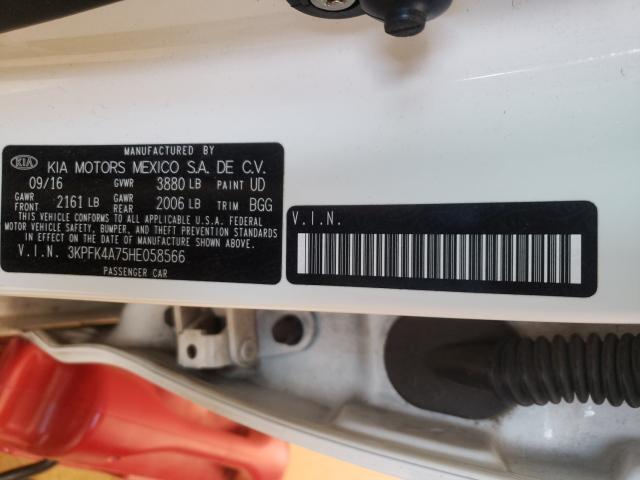 MANUFACTURED BY
KIA KIA MOTORS MEXICO S.A. DE C.V.
09/16 GVWR 3880 LB PAINT UD
GAWR FRONT 2161 LB GAWR REAR 2006 LB TRIM BGG
THIS VEHICLE CONFORMS TO ALL APPLICABLE U.S.A. FEDERAL
MOTOR VEHICLE SAFETY, BUMPER, AND THEFT PREVENTION STANDARDS
IN EFFECT ON THE DATE OF MANUFACTURE SHOWN ABOVE.
V.I.N. 3KPFK4A75HE058566
PASSENGER CAR
V.I.N.